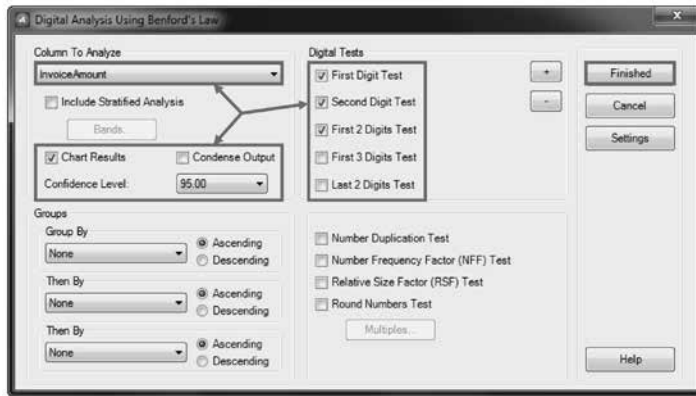 Digital Analysis Using Benford's Law
x
Column To Analyze
InvoiceAmount
Include Stratified Analysis
Bands...
Chart Results
Condense Output
Confidence Level:
95.00
Digital Tests
First Digit Test
Second Digit Test
First 2 Digits Test
First 3 Digits Test
Last 2 Digits Test
+
-
Finished
Cancel
Settings
Groups
Group By
None
Ascending
Descending
Then By
None
Ascending
Descending
Then By
None
Ascending
Descending
Number Duplication Test
Number Frequency Factor (NFF) Test
Relative Size Factor (RSF) Test
Round Numbers Test
Multiples...
Help